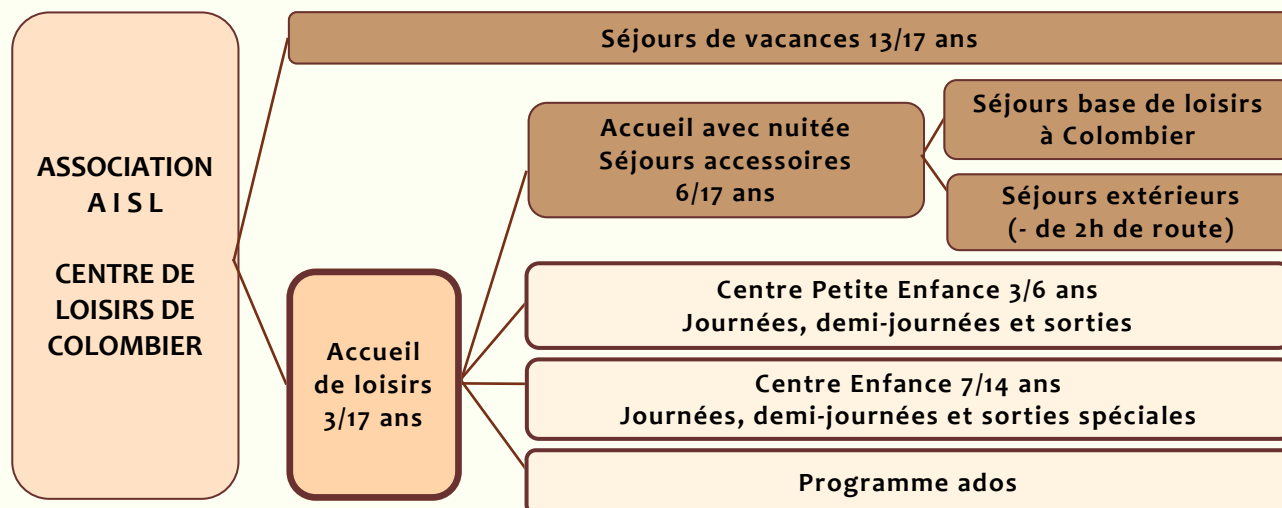 ASSOCIATION
A I S L
CENTRE DE
LOISIRS DE
COLOMBIER
Séjours de vacances 13/17 ans
Accueil
de loisirs
3/17 ans
Accueil avec nuitée
Séjours accessoires
6/17 ans
Séjours base de loisirs
à Colombier
Séjours extérieurs
(- de 2h de route)
Centre Petite Enfance 3/6 ans
Journées, demi-journées et sorties
Centre Enfance 7/14 ans
Journées, demi-journées et sorties spéciales
Programme ados